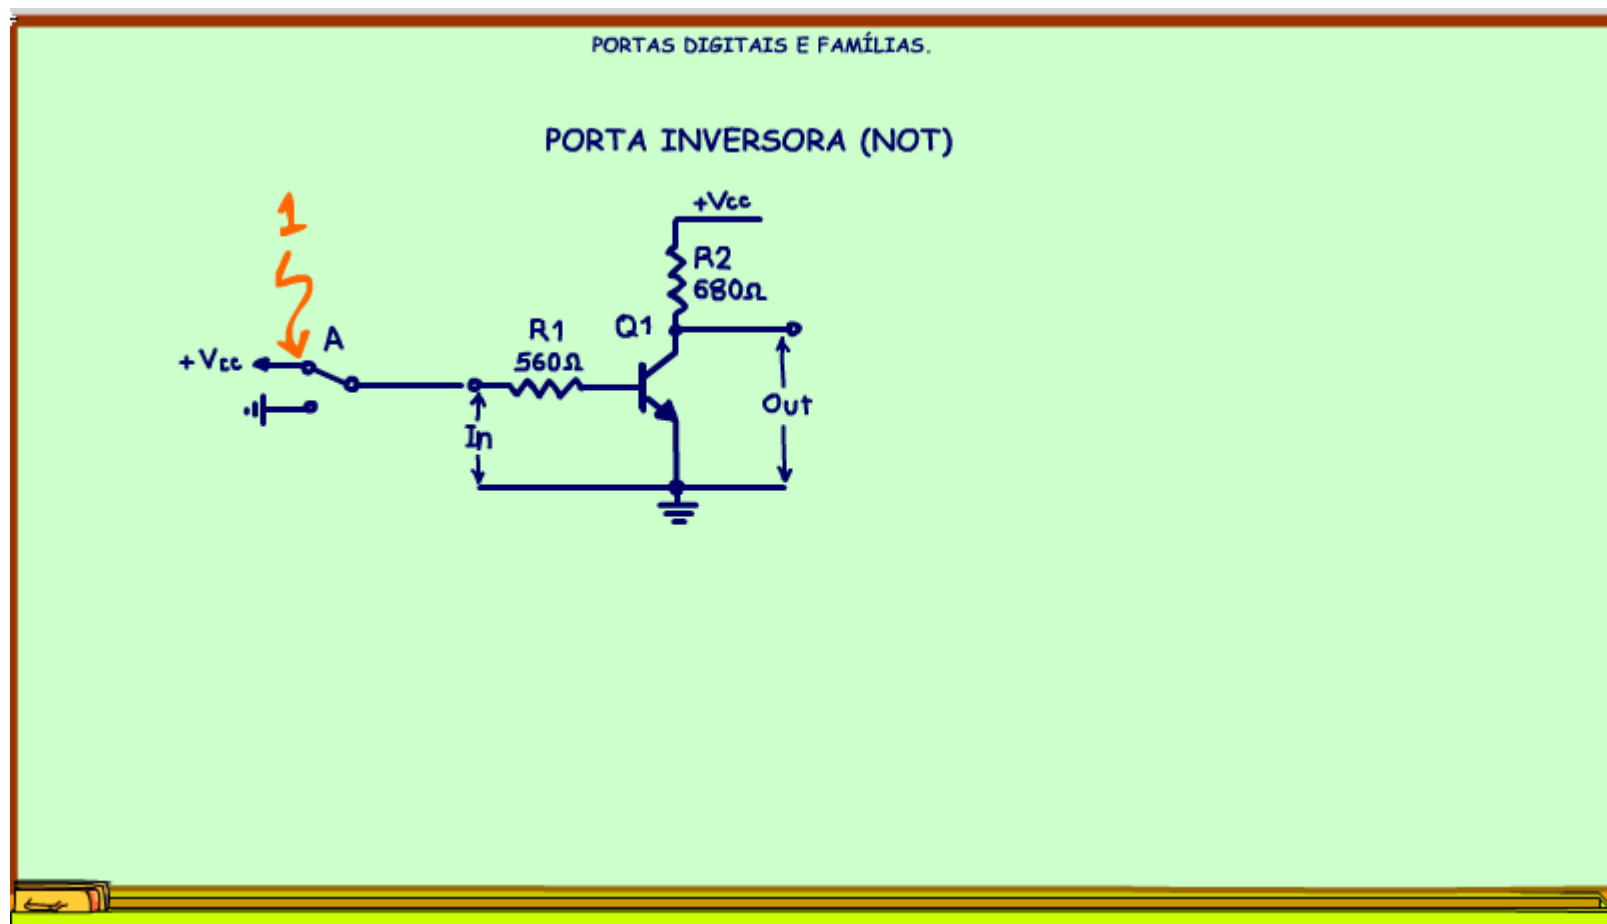 PORTAS DIGITAIS E FAMÍLIAS.
PORTA INVERSORA (NOT)
1
+Vcc
R2
680Ω
A
R1
560Ω
Q1
+Vcc
In
Out